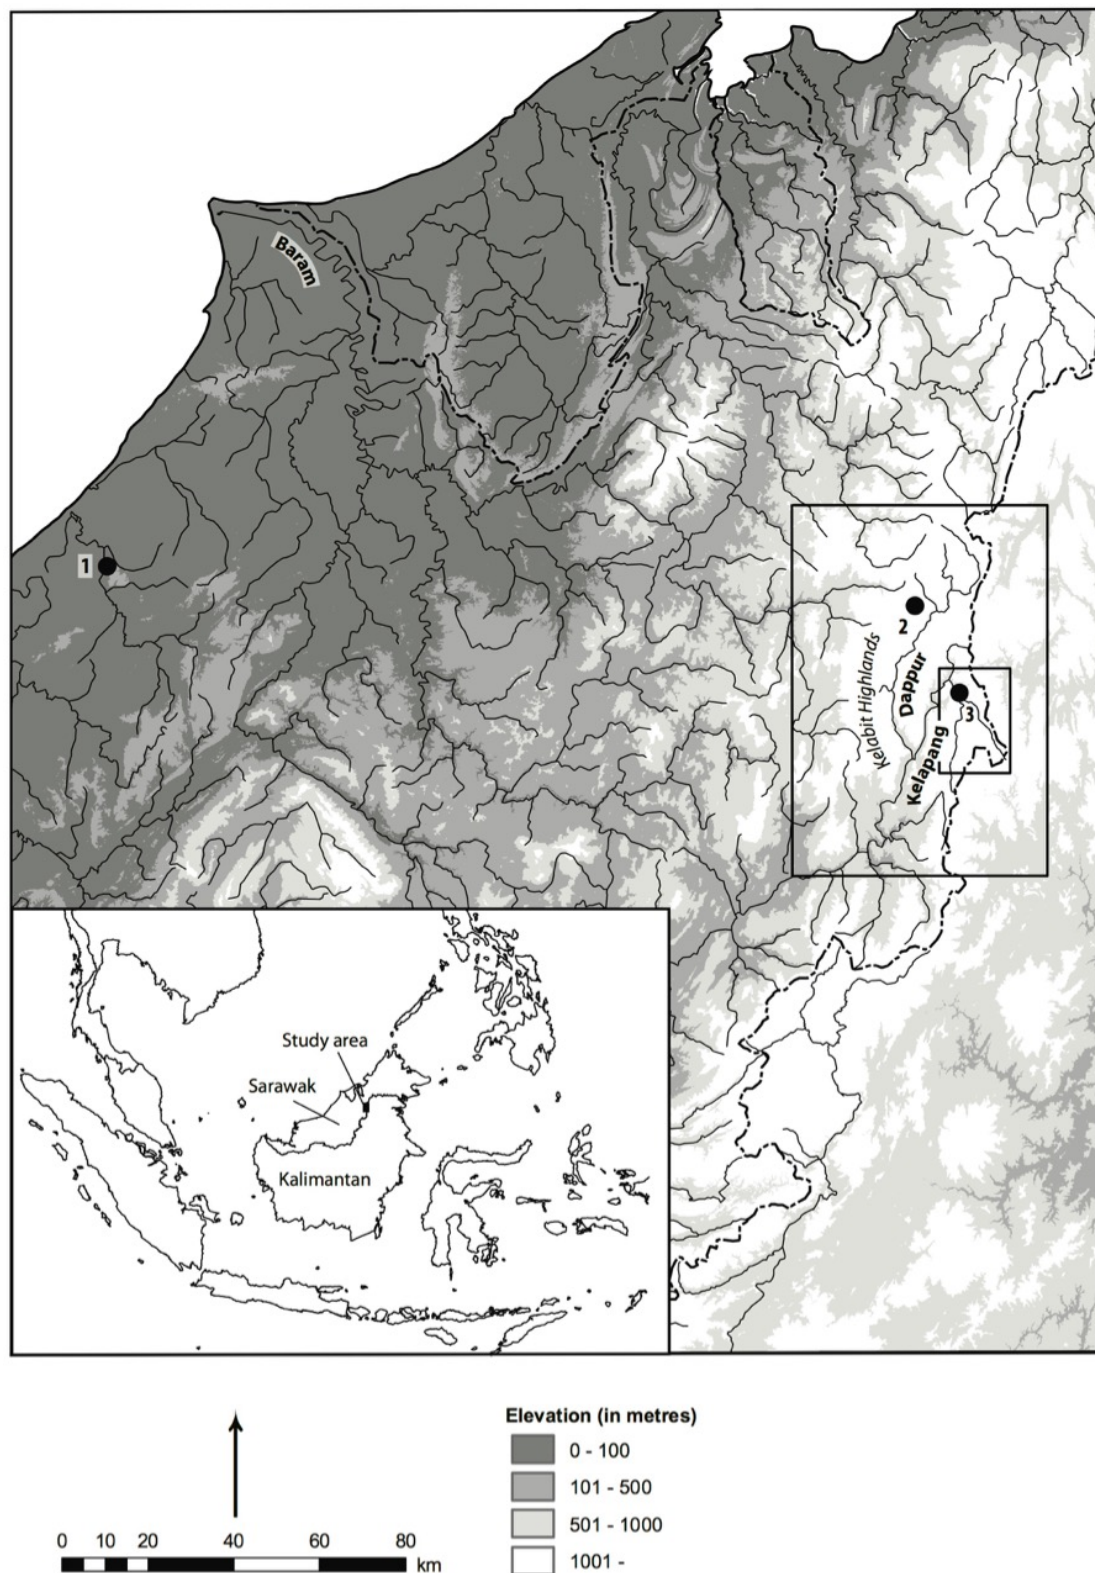 Baram
1
2
Kelabit Highlands
Dappur
3
Kelapang
Study area
Sarawak
Kalimantan
Elevation (in metres)
0 - 100
101 - 500
501 - 1000
1001 -
0 10 20 40 60 80
km